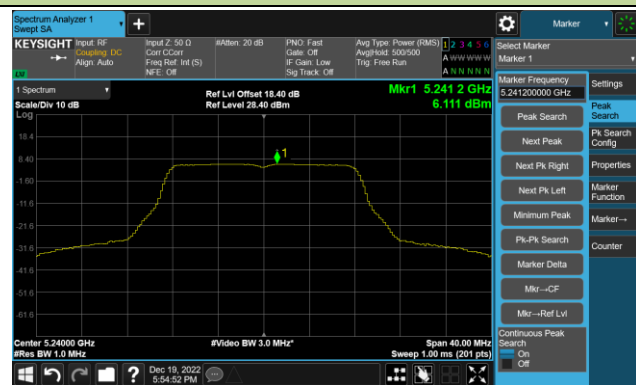 Spectrum Analyzer 1
Swept SA
Marker
KEYSIGHT
Input: RF
Coupling: DC
Align: Auto
Input Z: 50 Ω
Corr CCorr
Freq Ref: Int (S)
NFE: Off
#Atten: 20 dB
PNO: Fast
Gate: Off
IF Gain: Low
Sig Track: Off
Avg Type: Power (RMS)
Avg|Hold: 500/500
Trig: Free Run
1 2 3 4 5 6
A W W W W W
A N N N N N
LW
Select Marker
Marker 1
1 Spectrum
Scale/Div 10 dB
Log
Ref Lvl Offset 18.40 dB
Ref Level 28.40 dBm
Mkr1 5.241 2 GHz
6.111 dBm
18.4
8.40
-1.60
-11.6
-21.6
-31.6
-41.6
-51.6
-61.6
1
Center 5.24000 GHz
#Res BW 1.0 MHz
#Video BW 3.0 MHz*
Span 40.00 MHz
Sweep 1.00 ms (201 pts)
Marker Frequency
5.241200000 GHz
Peak Search
Next Peak
Next Pk Right
Next Pk Left
Minimum Peak
Pk-Pk Search
Marker Delta
Mkr→CF
Mkr→Ref Lvl
Continuous Peak
Search
On
Off
Settings
Peak
Search
Pk Search
Config
Properties
Marker
Function
Marker→
Counter
Dec 19, 2022
5:54:52 PM